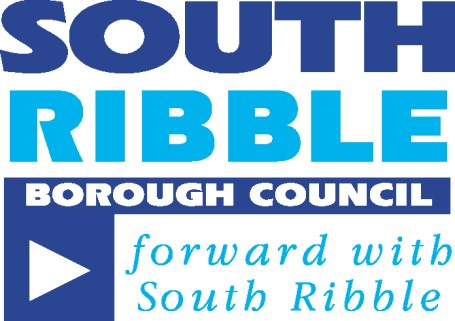 SOUTH
RIBBLE
BOROUGH COUNCIL
forward with
South Ribble